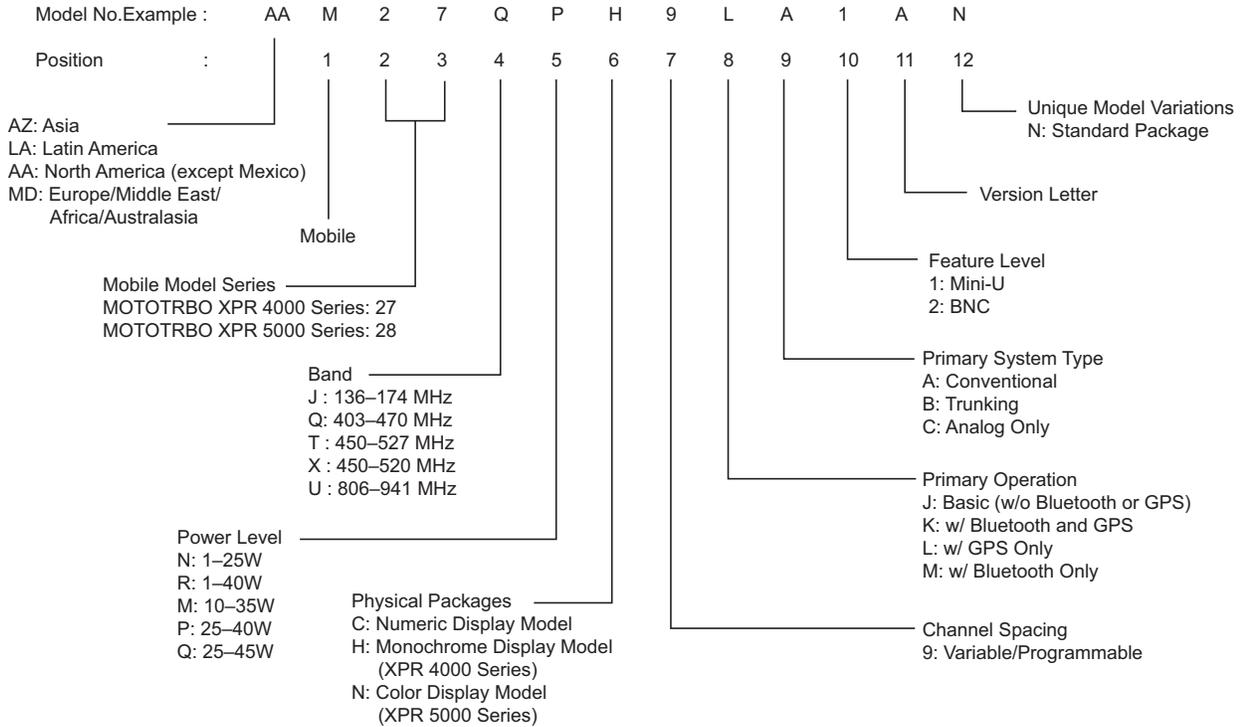 Model No.Example : AA M 2 7 Q P H 9 L A 1 A N
Position : 1 2 3 4 5 6 7 8 9 10 11 12
AZ: Asia
LA: Latin America
AA: North America (except Mexico)
MD: Europe/Middle East/
Africa/Australasia
Mobile
Mobile Model Series
MOTOTRBO XPR 4000 Series: 27
MOTOTRBO XPR 5000 Series: 28
Band
J : 136–174 MHz
Q: 403–470 MHz
T : 450–527 MHz
X : 450–520 MHz
U : 806–941 MHz
Power Level
N: 1–25W
R: 1–40W
M: 10–35W
P: 25–40W
Q: 25–45W
Physical Packages
C: Numeric Display Model
H: Monochrome Display Model
(XPR 4000 Series)
N: Color Display Model
(XPR 5000 Series)
Unique Model Variations
N: Standard Package
Version Letter
Feature Level
1: Mini-U
2: BNC
Primary System Type
A: Conventional
B: Trunking
C: Analog Only
Primary Operation
J: Basic (w/o Bluetooth or GPS)
K: w/ Bluetooth and GPS
L: w/ GPS Only
M: w/ Bluetooth Only
Channel Spacing
9: Variable/Programmable